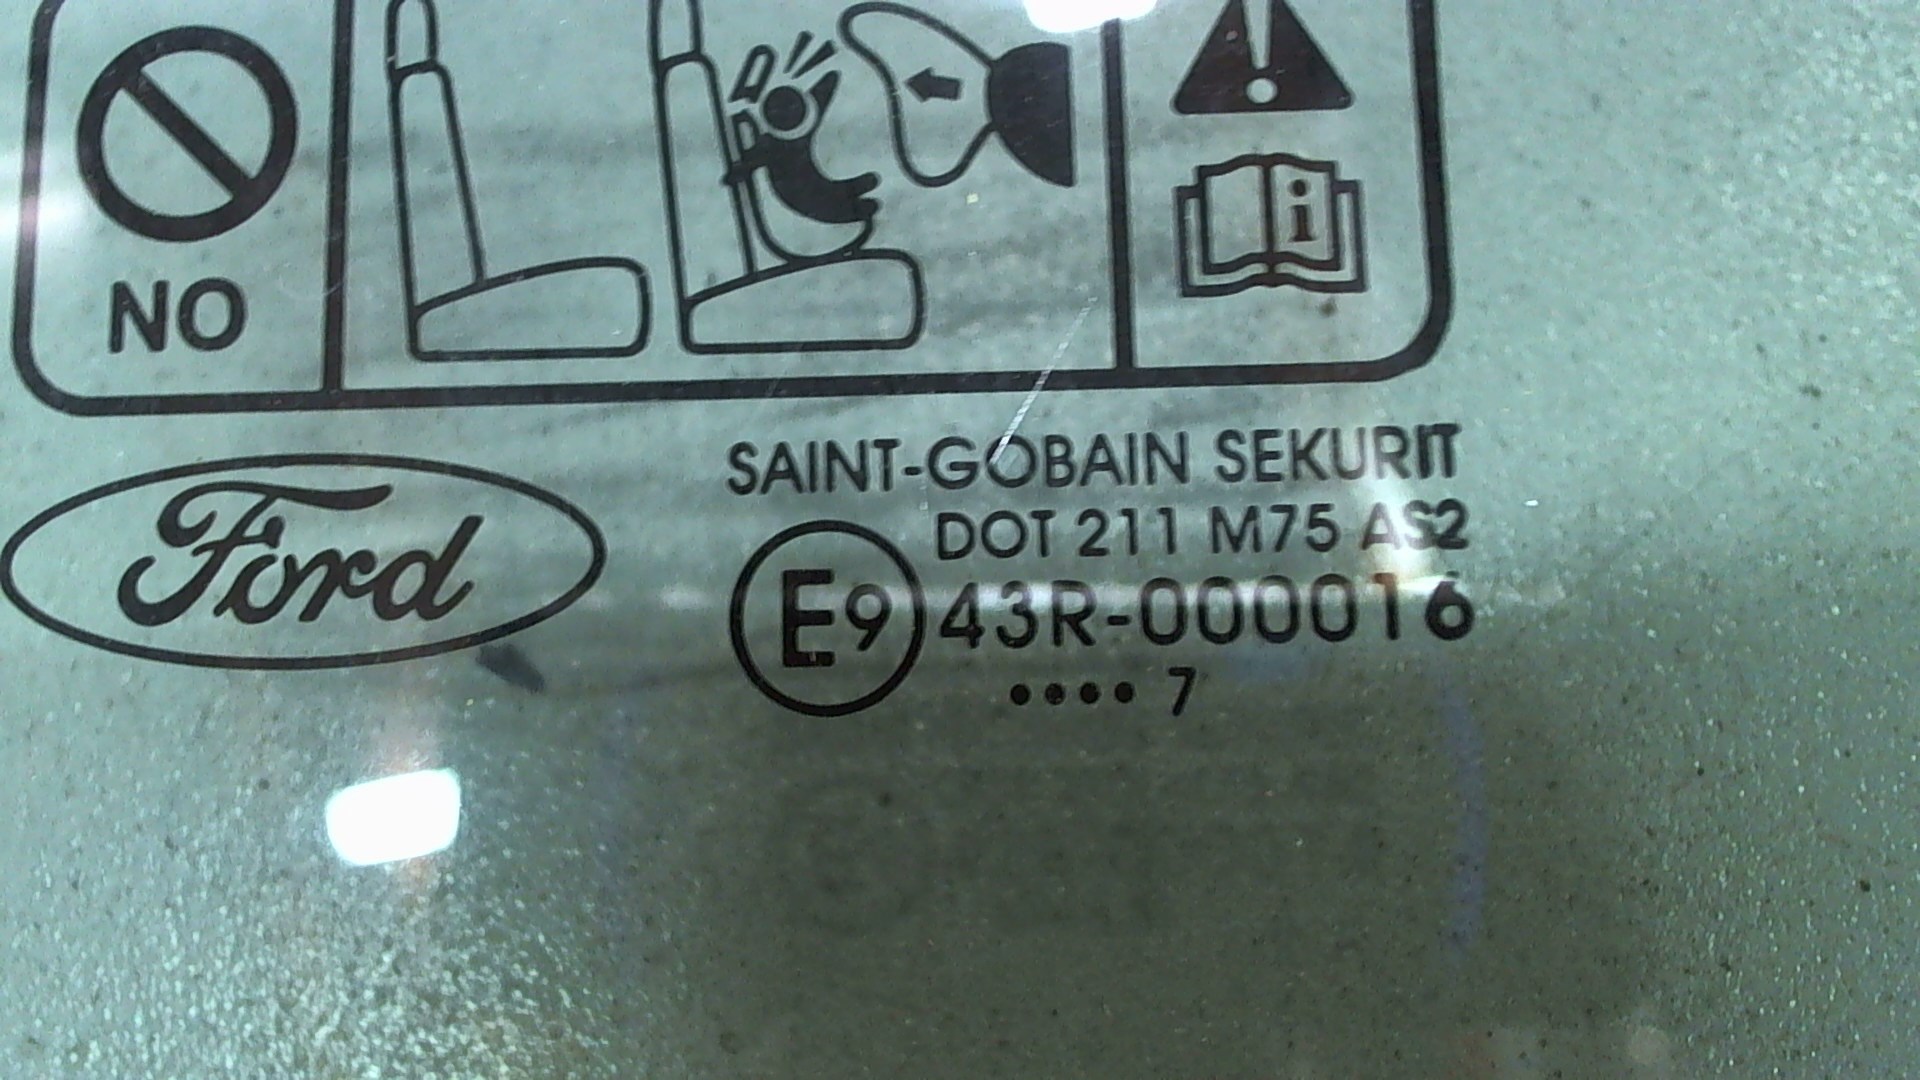 NO
i
Ford
SAINT-GOBAIN SEKURIT
DOT 211 M75 AS2
E9 43R-000016
•••• 7